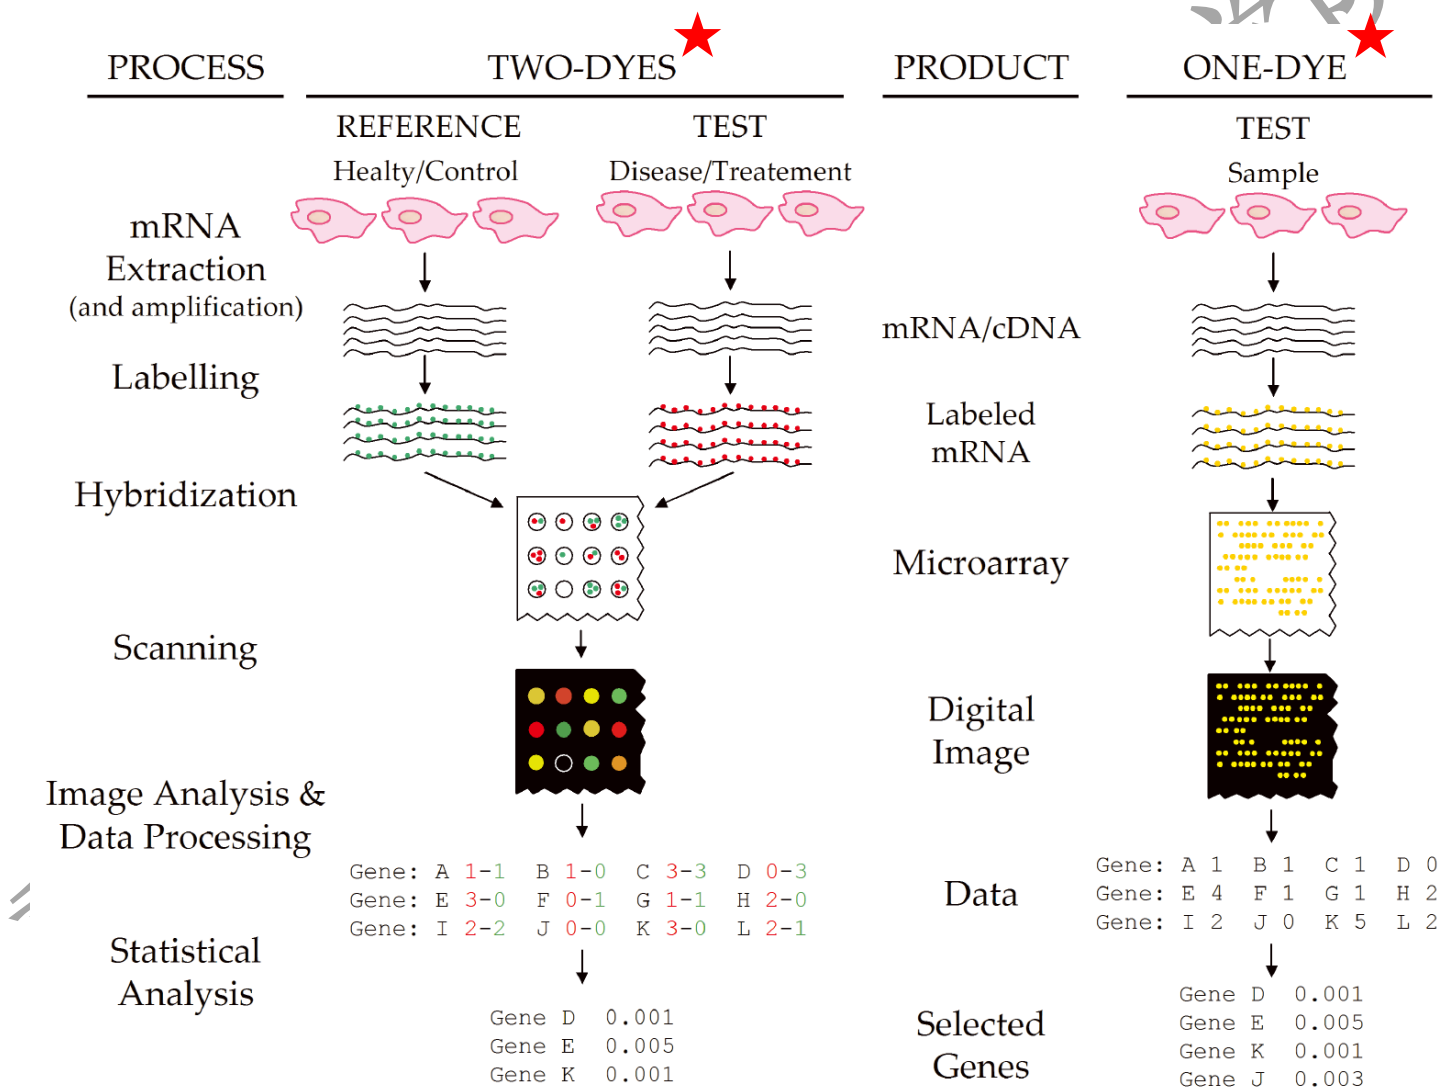 PROCESS
TWO-DYES
PRODUCT
ONE-DYE
REFERENCE
TEST
TEST
Healty/Control
Disease/Treatement
Sample
mRNA
Extraction
(and amplification)
mRNA/cDNA
Labelling
Labeled
mRNA
Hybridization
Microarray
Scanning
Digital
Image
Image Analysis &
Data Processing
Gene: A 1-1 B 1-0 C 3-3 D 0-3
Gene: E 3-0 F 0-1 G 1-1 H 2-0
Gene: I 2-2 J 0-0 K 3-0 L 2-1
Data
Gene: A 1 B 1 C 1 D 0
Gene: E 4 F 1 G 1 H 2
Gene: I 2 J 0 K 5 L 2
Statistical
Analysis
Gene D 0.001
Gene E 0.005
Gene K 0.001
Selected
Genes
Gene D 0.001
Gene E 0.005
Gene K 0.001
Gene J 0.003